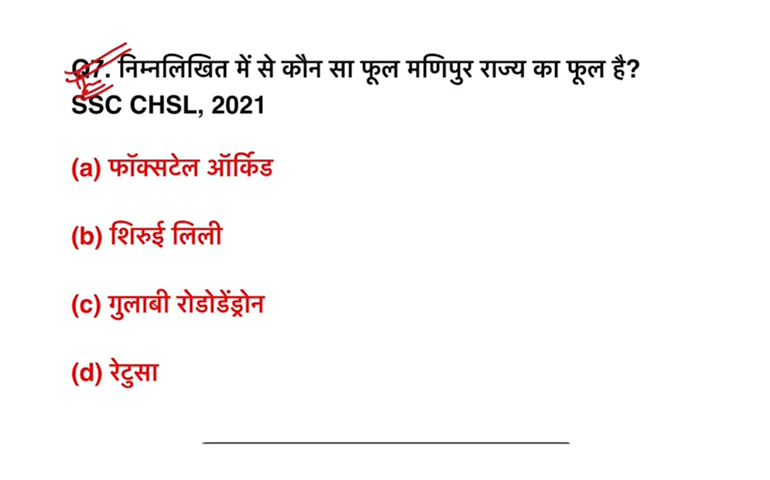 Q7. निम्नलिखित में से कौन सा फूल मणिपुर राज्य का फूल है?
SSC CHSL, 2021
(a) फॉक्सटेल ऑर्किड
(b) शिरुई लिली
(c) गुलाबी रोडोडेंड्रोन
(d) रेटुसा